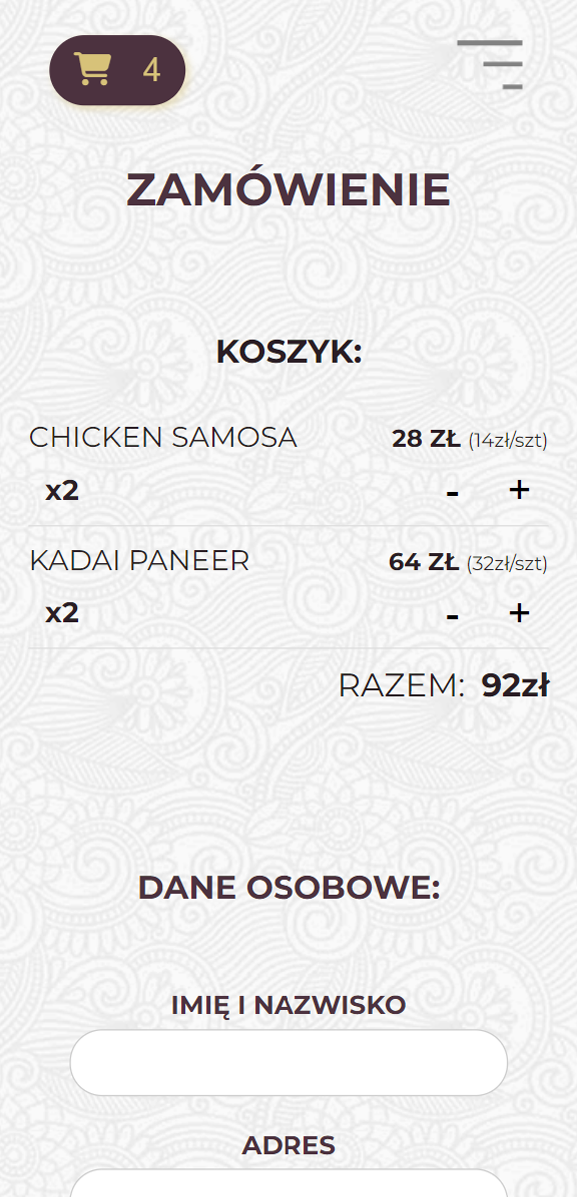 4
ZAMÓWIENIE
KOSZYK:
CHICKEN SAMOSA 28 ZŁ (14zł/szt)
x2 - +
KADAI PANEER 64 ZŁ (32zł/szt)
x2 - +
RAZEM: 92zł
DANE OSOBOWE:
IMIĘ I NAZWISKO
ADRES